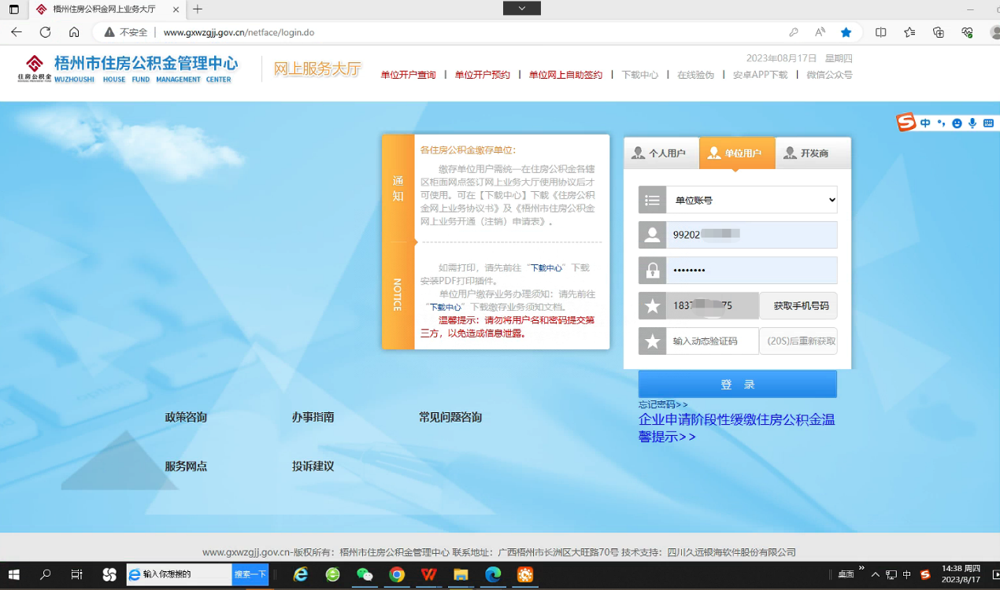 梧州住房公积金网上业务大厅
不安全 www.gxwzgjj.gov.cn/netface/login.do
住房公积金
梧州市住房公积金管理中心
WUZHOUSHI HOUSE FUND MANAGEMENT CENTER
网上服务大厅
2023年08月17日 星期四
单位开户查询 | 单位开户预约 | 单位网上自助签约 | 下载中心 | 在线验伪 | 安卓APP下载 | 微信公众号
通知
NOTICE
各住房公积金缴存单位：
缴存单位用户需统一在住房公积金各辖
区柜面网点签订网上业务大厅使用协议后才
可使用。可在【下载中心】下载《住房公积
金网上业务协议书》及《梧州市住房公积金
网上业务开通（注销）申请表》。
如需打印，请先前往“下载中心”下载
安装PDF打印插件。
单位用户缴存业务办理须知：请先前往
“下载中心”下载缴存业务须知文档。
温馨提示：请勿将用户名和密码提交第
三方，以免造成信息泄露。
个人用户 单位用户 开发商
单位账号
99202
••••••••
1837 75 获取手机号码
输入动态验证码 (20S)后重新获取
登 录
忘记密码>>
企业申请阶段性缓缴住房公积金温
馨提示>>
政策咨询 办事指南 常见问题咨询
服务网点 投诉建议
www.gxwzgjj.gov.cn-版权所有：梧州市住房公积金管理中心 联系地址：广西梧州市长洲区大旺路70号 技术支持：四川久远银海软件股份有限公司
中
输入你想搜的 搜索一下
桌面 中
14:38 周四
2023/8/17